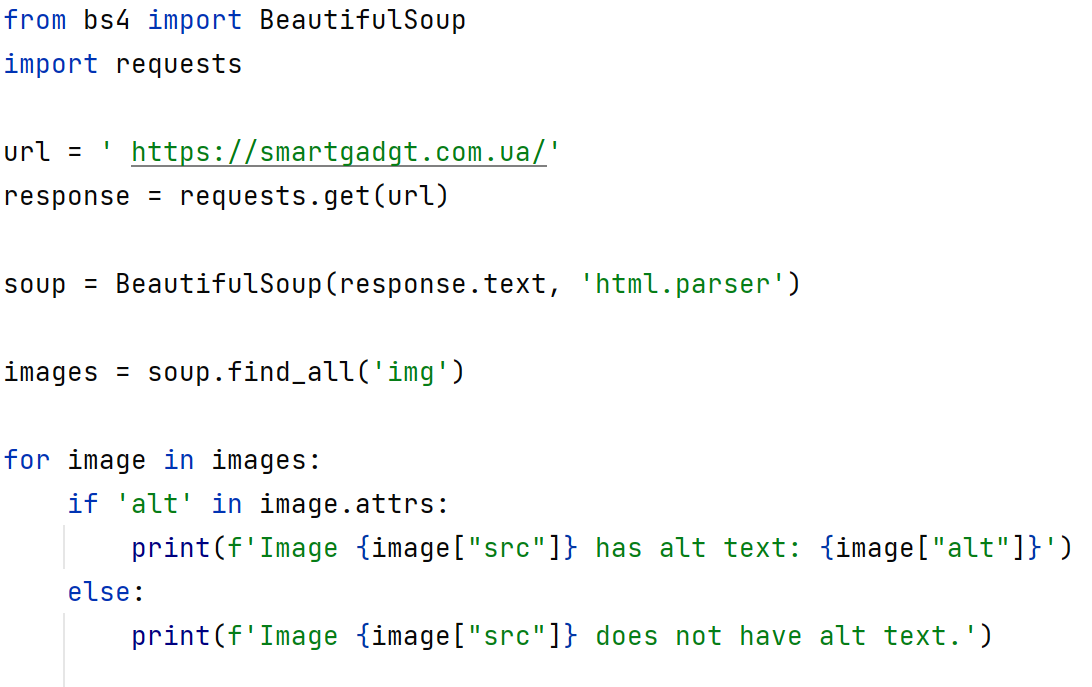 from bs4 import BeautifulSoup
import requests
url = ' https://smartgadgt.com.ua/'
response = requests.get(url)
soup = BeautifulSoup(response.text, 'html.parser')
images = soup.find_all('img')
for image in images:
    if 'alt' in image.attrs:
        print(f'Image {image["src"]} has alt text: {image["alt"]}')
    else:
        print(f'Image {image["src"]} does not have alt text.')